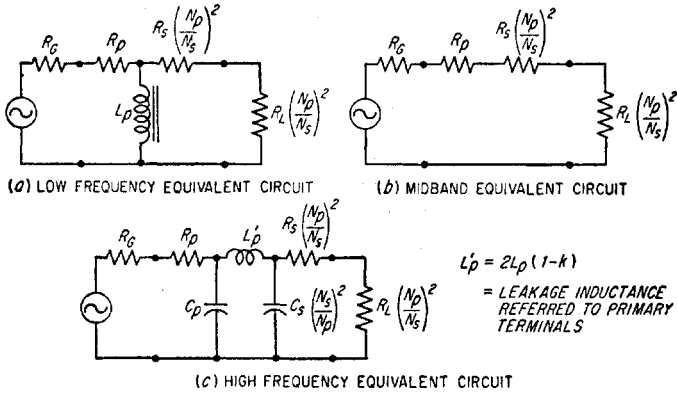 R_G R_P R_S (N_p/N_s)^2
L_p R_L (N_p/N_s)^2
(a) LOW FREQUENCY EQUIVALENT CIRCUIT
R_G R_p R_S (N_p/N_s)^2
R_L (N_p/N_s)^2
(b) MIDBAND EQUIVALENT CIRCUIT
R_G R_p L'_p R_S (N_p/N_s)^2
C_p C_s (N_s/N_p)^2 R_L (N_p/N_s)^2
L'_p = 2L_p (1-k)
= LEAKAGE INDUCTANCE
REFERRED TO PRIMARY
TERMINALS
(c) HIGH FREQUENCY EQUIVALENT CIRCUIT